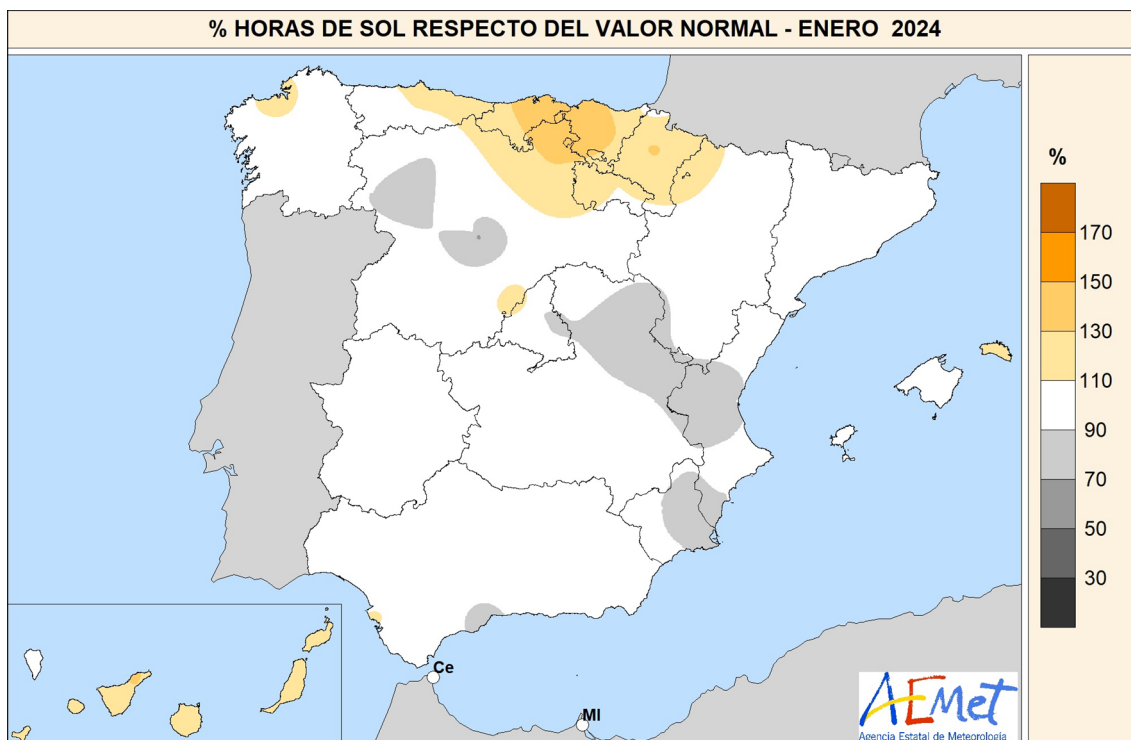 % HORAS DE SOL RESPECTO DEL VALOR NORMAL - ENERO 2024
%
170
150
130
110
90
70
50
30
Ce
Ml
AEMet
Agencia Estatal de Meteorología